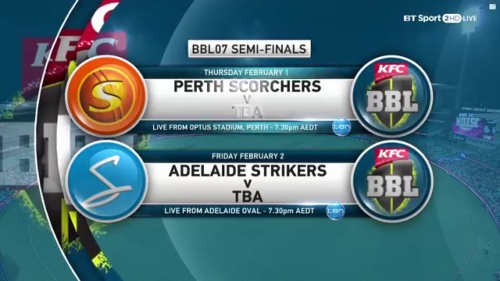 BT Sport 2HD LIVE
BBL07 SEMI-FINALS
THURSDAY FEBRUARY 1
PERTH SCORCHERS
V
TBA
KFC
BBL
LIVE FROM OPTUS STADIUM, PERTH - 7.30pm AEDT
ten
FRIDAY FEBRUARY 2
ADELAIDE STRIKERS
V
TBA
KFC
BBL
LIVE FROM ADELAIDE OVAL - 7.30pm AEDT
ten